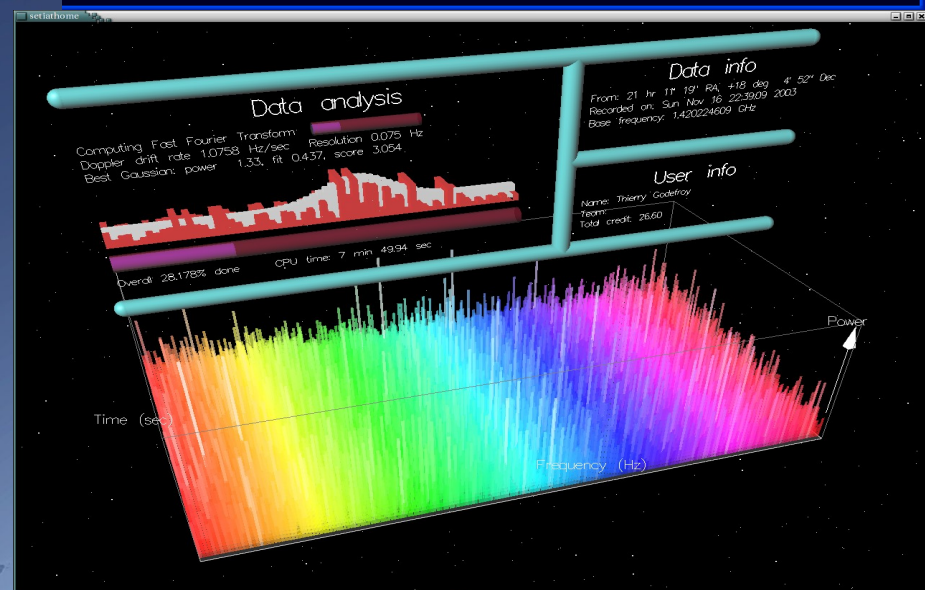 setiathome
Data analysis
Computing Fast Fourier Transform
Doppler drift rate 1.0758 Hz/sec Resolution 0.075 Hz
Best Gaussian: power 1.33, fit 0.437, score 3.054
Overall 28.178% done CPU time: 7 min 49.94 sec
Data info
From: 21 hr 11' 19" RA, +18 deg 4' 52" Dec
Recorded on: Sun Nov 16 22:39:09 2003
Base frequency: 1.420224609 GHz
User info
Name: Thierry Godefroy
Team:
Total credit: 26.60
Power
Time (sec)
Frequency (Hz)